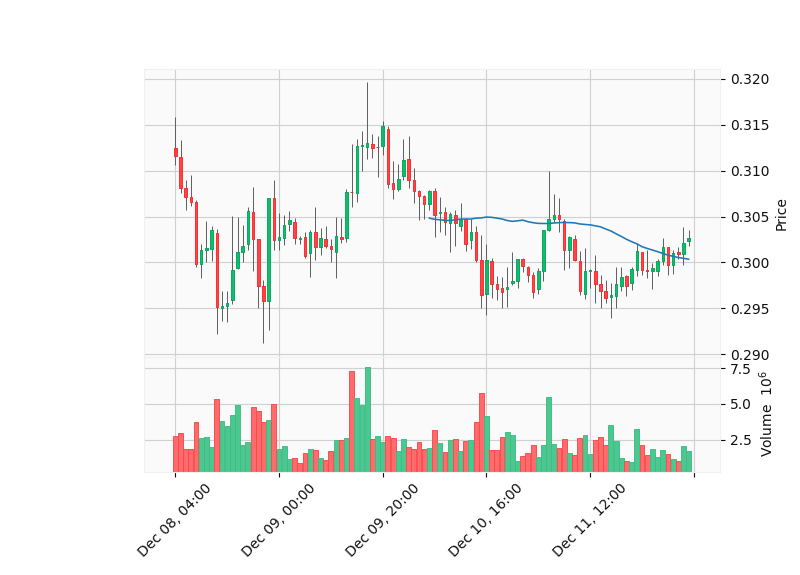 0.320
0.315
0.310
0.305
0.300
0.295
0.290
Price
7.5
5.0
2.5
Volume 10^6
Dec 08, 04:00
Dec 09, 00:00
Dec 09, 20:00
Dec 10, 16:00
Dec 11, 12:00